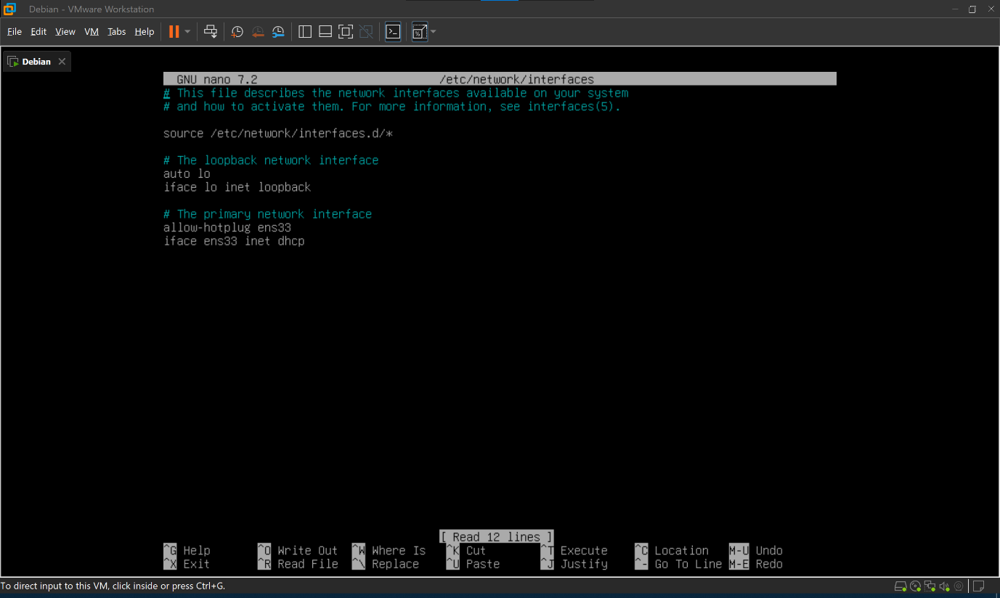 Debian - VMware Workstation
File Edit View VM Tabs Help
Debian
GNU nano 7.2 /etc/network/interfaces
# This file describes the network interfaces available on your system
# and how to activate them. For more information, see interfaces(5).
source /etc/network/interfaces.d/*
# The loopback network interface
auto lo
iface lo inet loopback
# The primary network interface
allow-hotplug ens33
iface ens33 inet dhcp
[ Read 12 lines ]
^G Help ^O Write Out ^W Where Is ^K Cut ^T Execute ^C Location M-U Undo
^X Exit ^R Read File ^\ Replace ^U Paste ^J Justify ^- Go To Line M-E Redo
To direct input to this VM, click inside or press Ctrl+G.